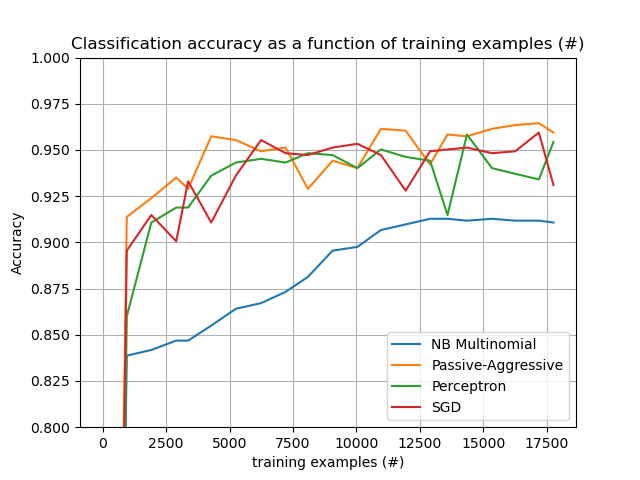 Classification accuracy as a function of training examples (#)
1.000
0.975
0.950
0.925
0.900
0.875
0.850
0.825
0.800
Accuracy
NB Multinomial
Passive-Aggressive
Perceptron
SGD
0 2500 5000 7500 10000 12500 15000 17500
training examples (#)